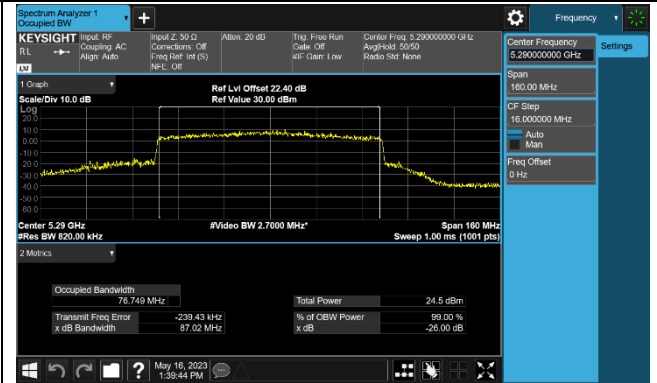 Spectrum Analyzer 1
Occupied BW
+
Frequency
KEYSIGHT
RL
LXI
Input: RF
Coupling: AC
Align: Auto
Input Z: 50 Ω
Corrections: Off
Freq Ref: Int (S)
NFE: Off
Atten: 20 dB
Trig: Free Run
Gate: Off
#IF Gain: Low
Center Freq: 5.290000000 GHz
Avg|Hold: 50/50
Radio Std: None
Center Frequency
5.290000000 GHz
Settings
Span
160.00 MHz
CF Step
16.000000 MHz
Auto
Man
Freq Offset
0 Hz
1 Graph
Scale/Div 10.0 dB
Ref Lvl Offset 22.40 dB
Ref Value 30.00 dBm
Log
20.0
10.0
0.00
-10.0
-20.0
-30.0
-40.0
-50.0
-60.0
Center 5.29 GHz
#Video BW 2.7000 MHz*
Span 160 MHz
#Res BW 820.00 kHz
Sweep 1.00 ms (1001 pts)
2 Metrics
Occupied Bandwidth
76.749 MHz
Total Power 24.5 dBm
Transmit Freq Error -239.43 kHz
% of OBW Power 99.00 %
x dB Bandwidth 87.02 MHz
x dB -26.00 dB
?
May 16, 2023
1:39:44 PM